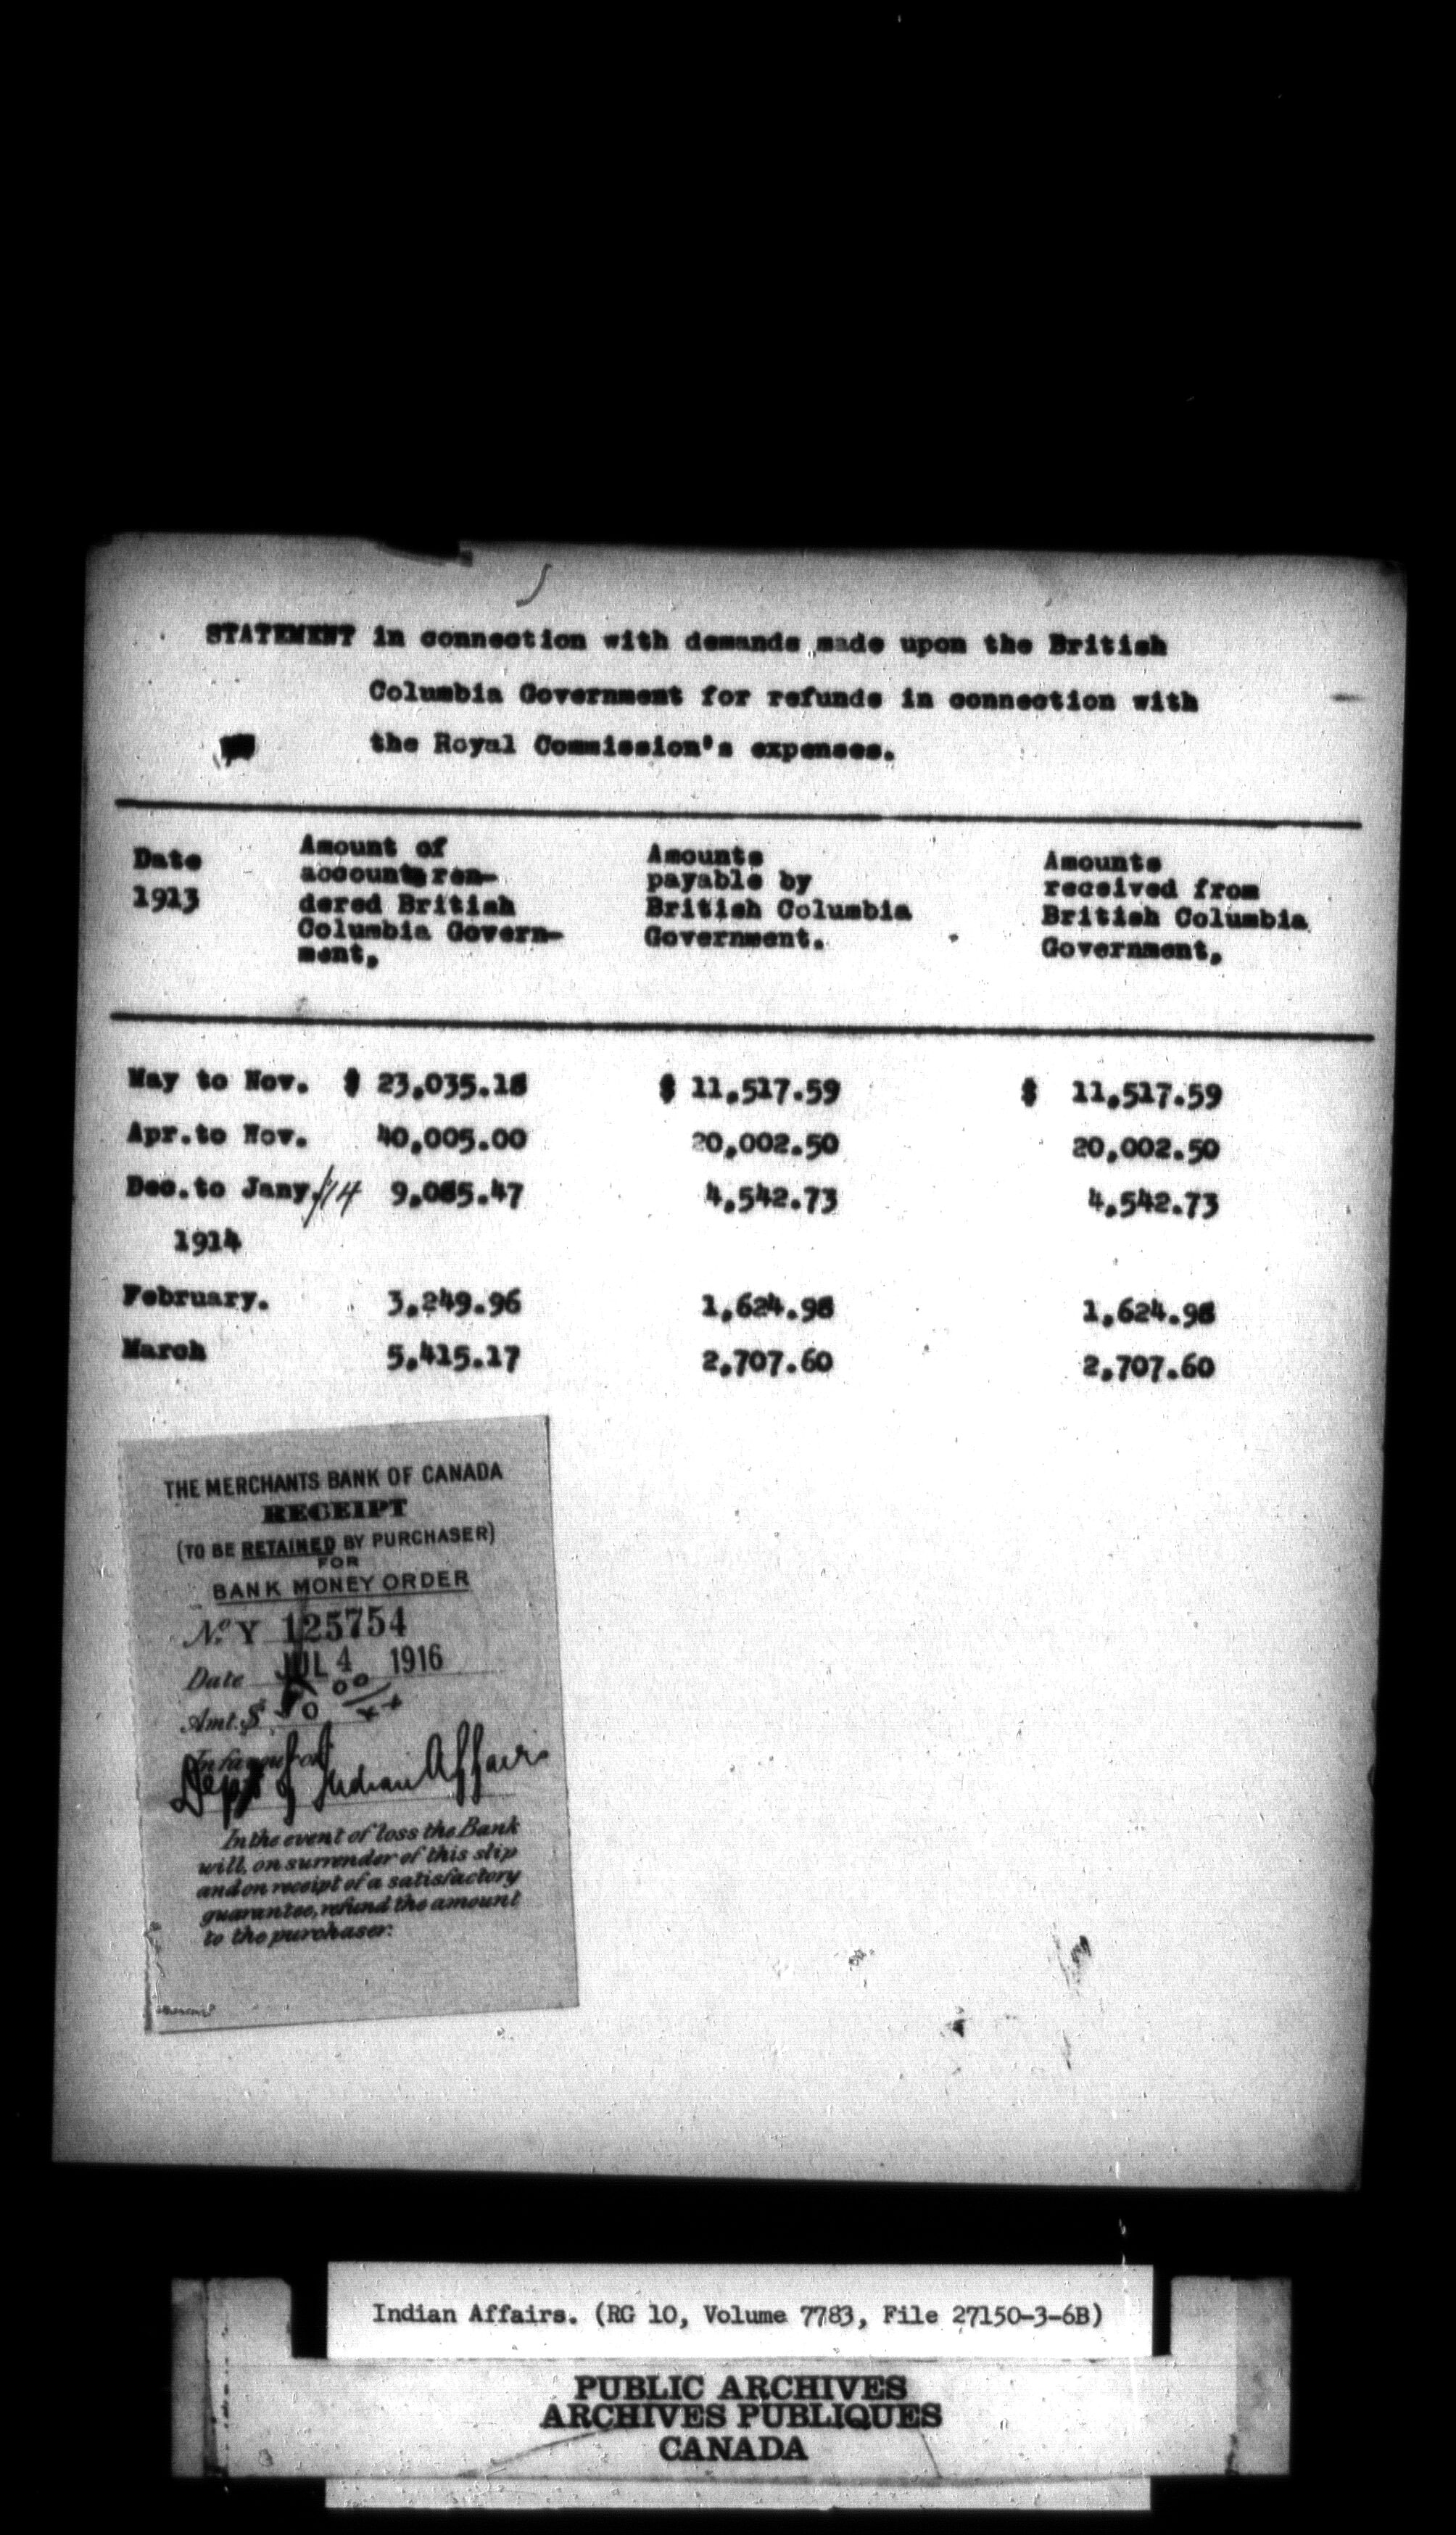 STATEMENT in connection with demands made upon the British
Columbia Government for refunds in connection with
the Royal Commission's expenses.
Date 1913 Amount of accounts ren-dered British Columbia Govern-ment. Amounts payable by British Columbia Government. Amounts received from British Columbia Government.
May to Nov. $ 23,035.18 $ 11,517.59 $ 11,517.59
Apr.to Nov. 40,005.00 20,002.50 20,002.50
Dec.to Jany./14 9,085.47 4,542.73 4,542.73
1914
February. 3,249.96 1,624.98 1,624.98
March 5,415.17 2,707.60 2,707.60
THE MERCHANTS BANK OF CANADA
RECEIPT
(TO BE RETAINED BY PURCHASER)
FOR
BANK MONEY ORDER
No. Y 125754
Date JUL 4 1916
Amt. $
In favour of
Dept of Indian Affairs
In the event of loss the Bank
will, on surrender of this slip
and on receipt of a satisfactory
guarantee, refund the amount
to the purchaser.
Indian Affairs. (RG 10, Volume 7783, File 27150-3-6B)
PUBLIC ARCHIVES
ARCHIVES PUBLIQUES
CANADA